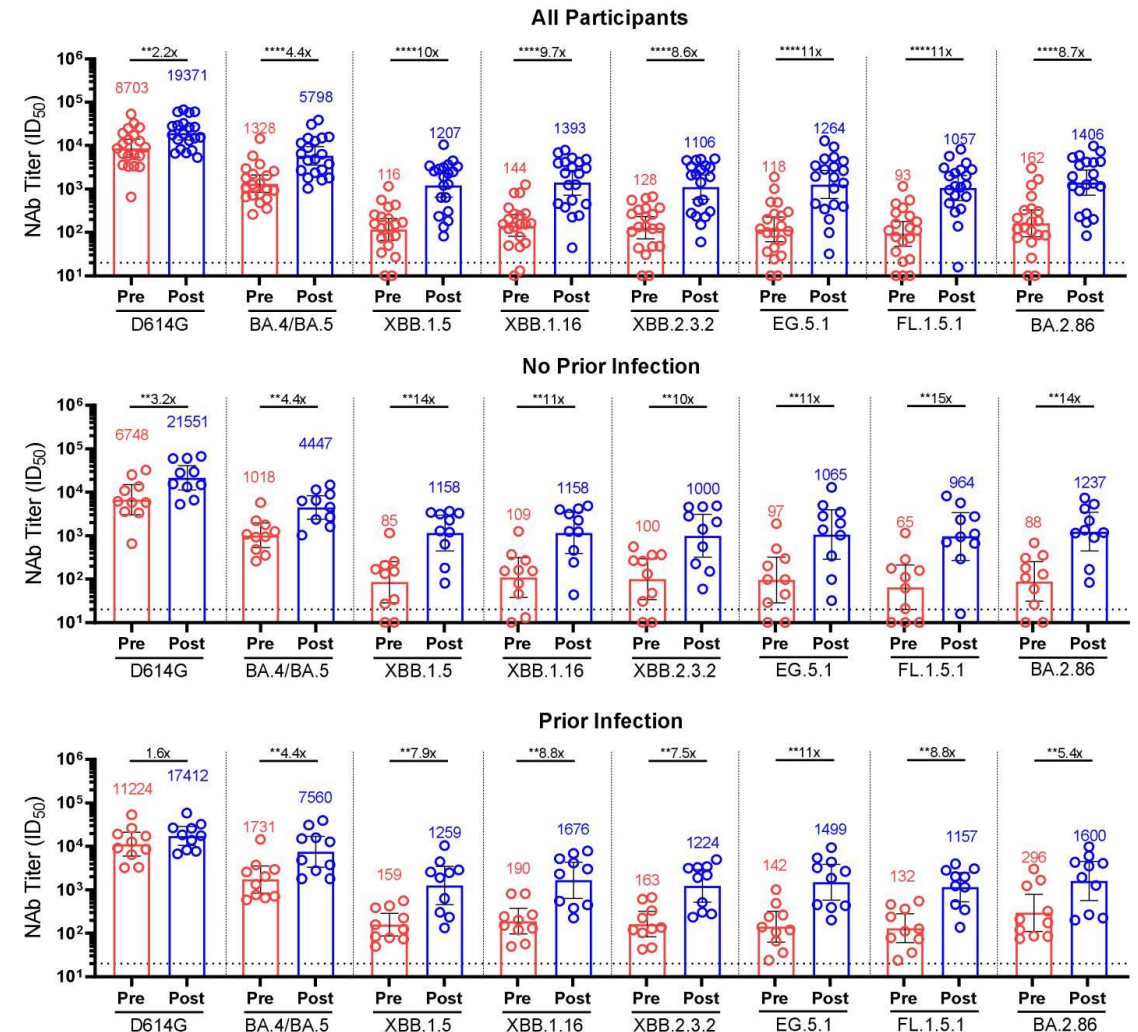 All Participants
**2.2x ****4.4x ****10x ****9.7x ****8.6x ****11x ****11x ****8.7x
8703 19371 1328 5798 116 1207 144 1393 128 1106 118 1264 93 1057 162 1406
NAb Titer (ID50)
10^6
10^5
10^4
10^3
10^2
10^1
Pre Post Pre Post Pre Post Pre Post Pre Post Pre Post Pre Post Pre Post
D614G BA.4/BA.5 XBB.1.5 XBB.1.16 XBB.2.3.2 EG.5.1 FL.1.5.1 BA.2.86
No Prior Infection
**3.2x **4.4x **14x **11x **10x **11x **15x **14x
6748 21551 1018 4447 85 1158 109 1158 100 1000 97 1065 65 964 88 1237
NAb Titer (ID50)
10^6
10^5
10^4
10^3
10^2
10^1
Pre Post Pre Post Pre Post Pre Post Pre Post Pre Post Pre Post Pre Post
D614G BA.4/BA.5 XBB.1.5 XBB.1.16 XBB.2.3.2 EG.5.1 FL.1.5.1 BA.2.86
Prior Infection
1.6x **4.4x **7.9x **8.8x **7.5x **11x **8.8x **5.4x
11224 17412 1731 7560 159 1259 190 1676 163 1224 142 1499 132 1157 296 1600
NAb Titer (ID50)
10^6
10^5
10^4
10^3
10^2
10^1
Pre Post Pre Post Pre Post Pre Post Pre Post Pre Post Pre Post Pre Post
D614G BA.4/BA.5 XBB.1.5 XBB.1.16 XBB.2.3.2 EG.5.1 FL.1.5.1 BA.2.86